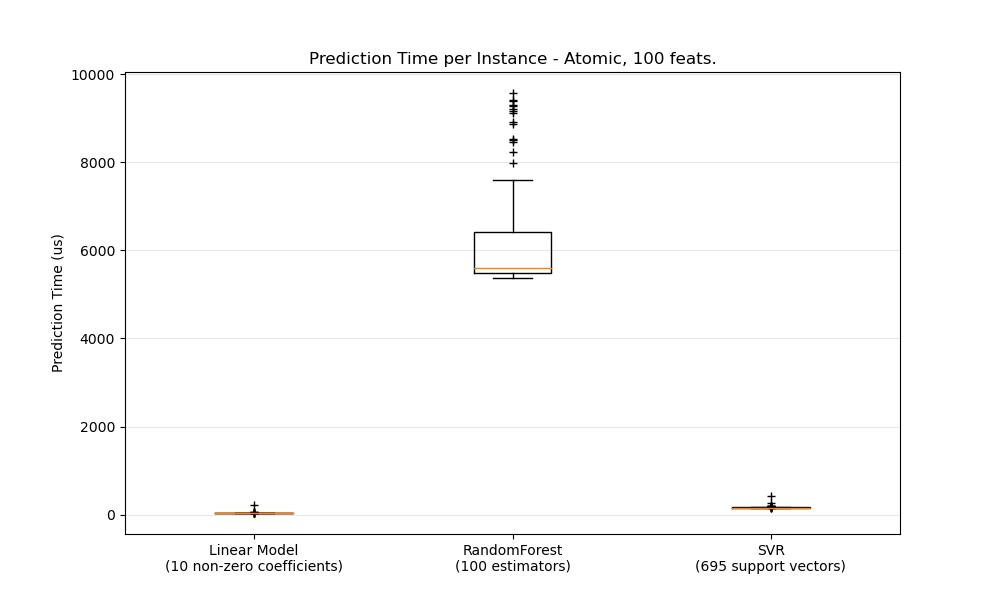 Prediction Time per Instance - Atomic, 100 feats.
Prediction Time (us)
10000
8000
6000
4000
2000
0
Linear Model
(10 non-zero coefficients)
RandomForest
(100 estimators)
SVR
(695 support vectors)